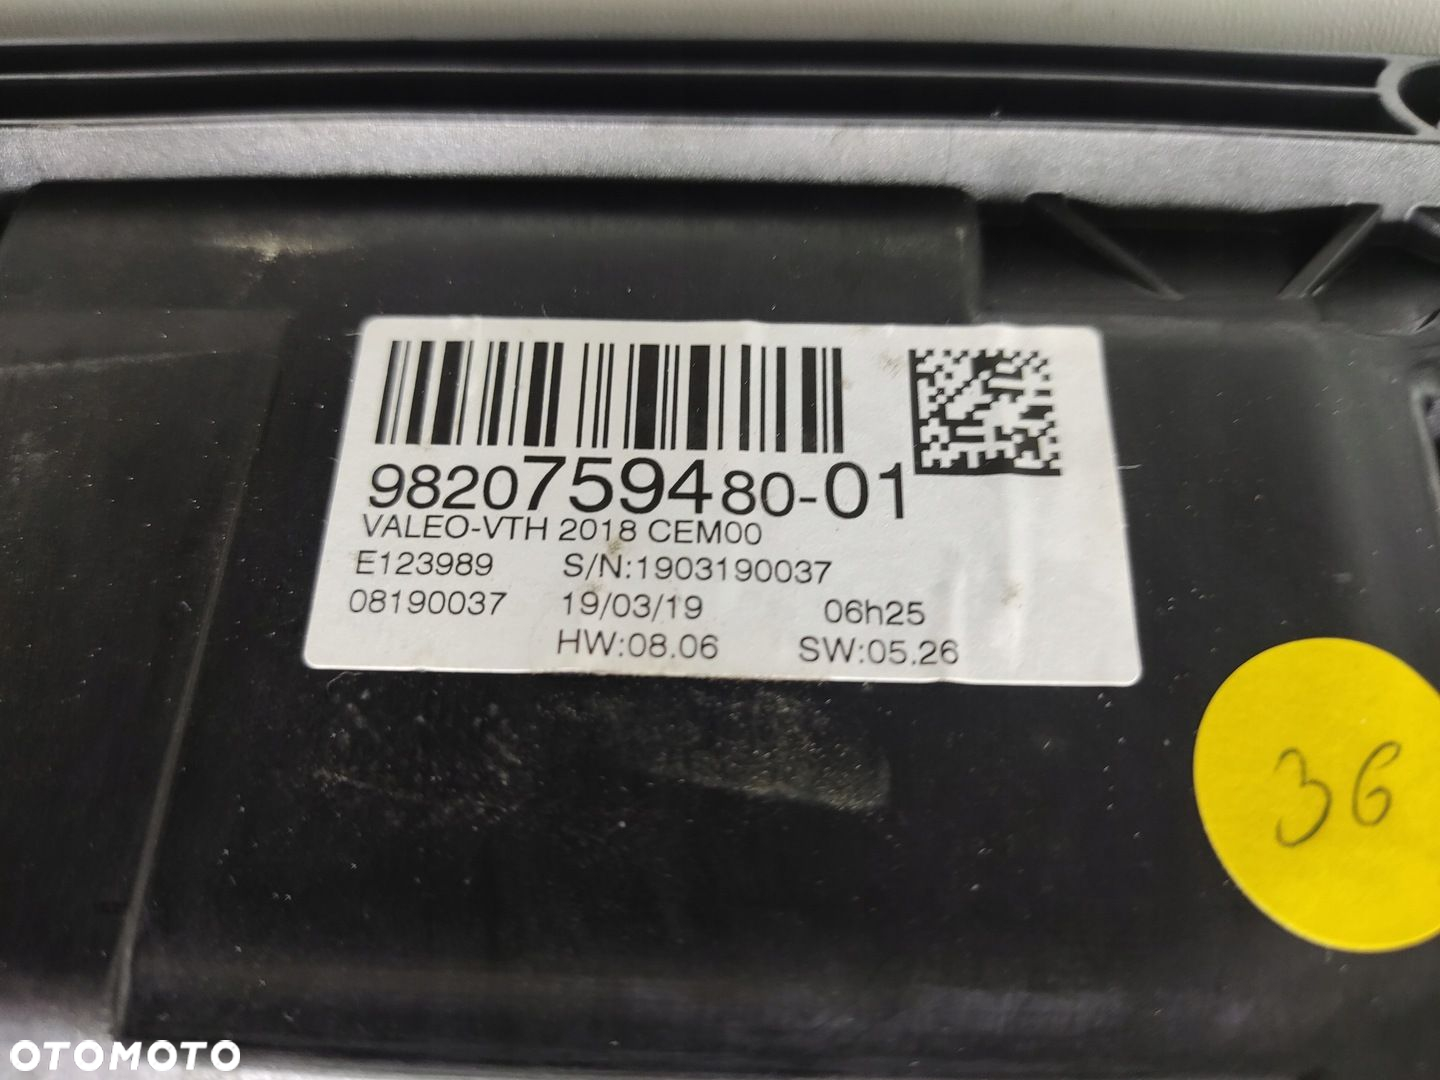 9820759480-01
VALEO-VTH 2018 CEM00
E123989 S/N:1903190037
08190037 19/03/19 06h25
HW:08.06 SW:05.26
36
OTOMOTO